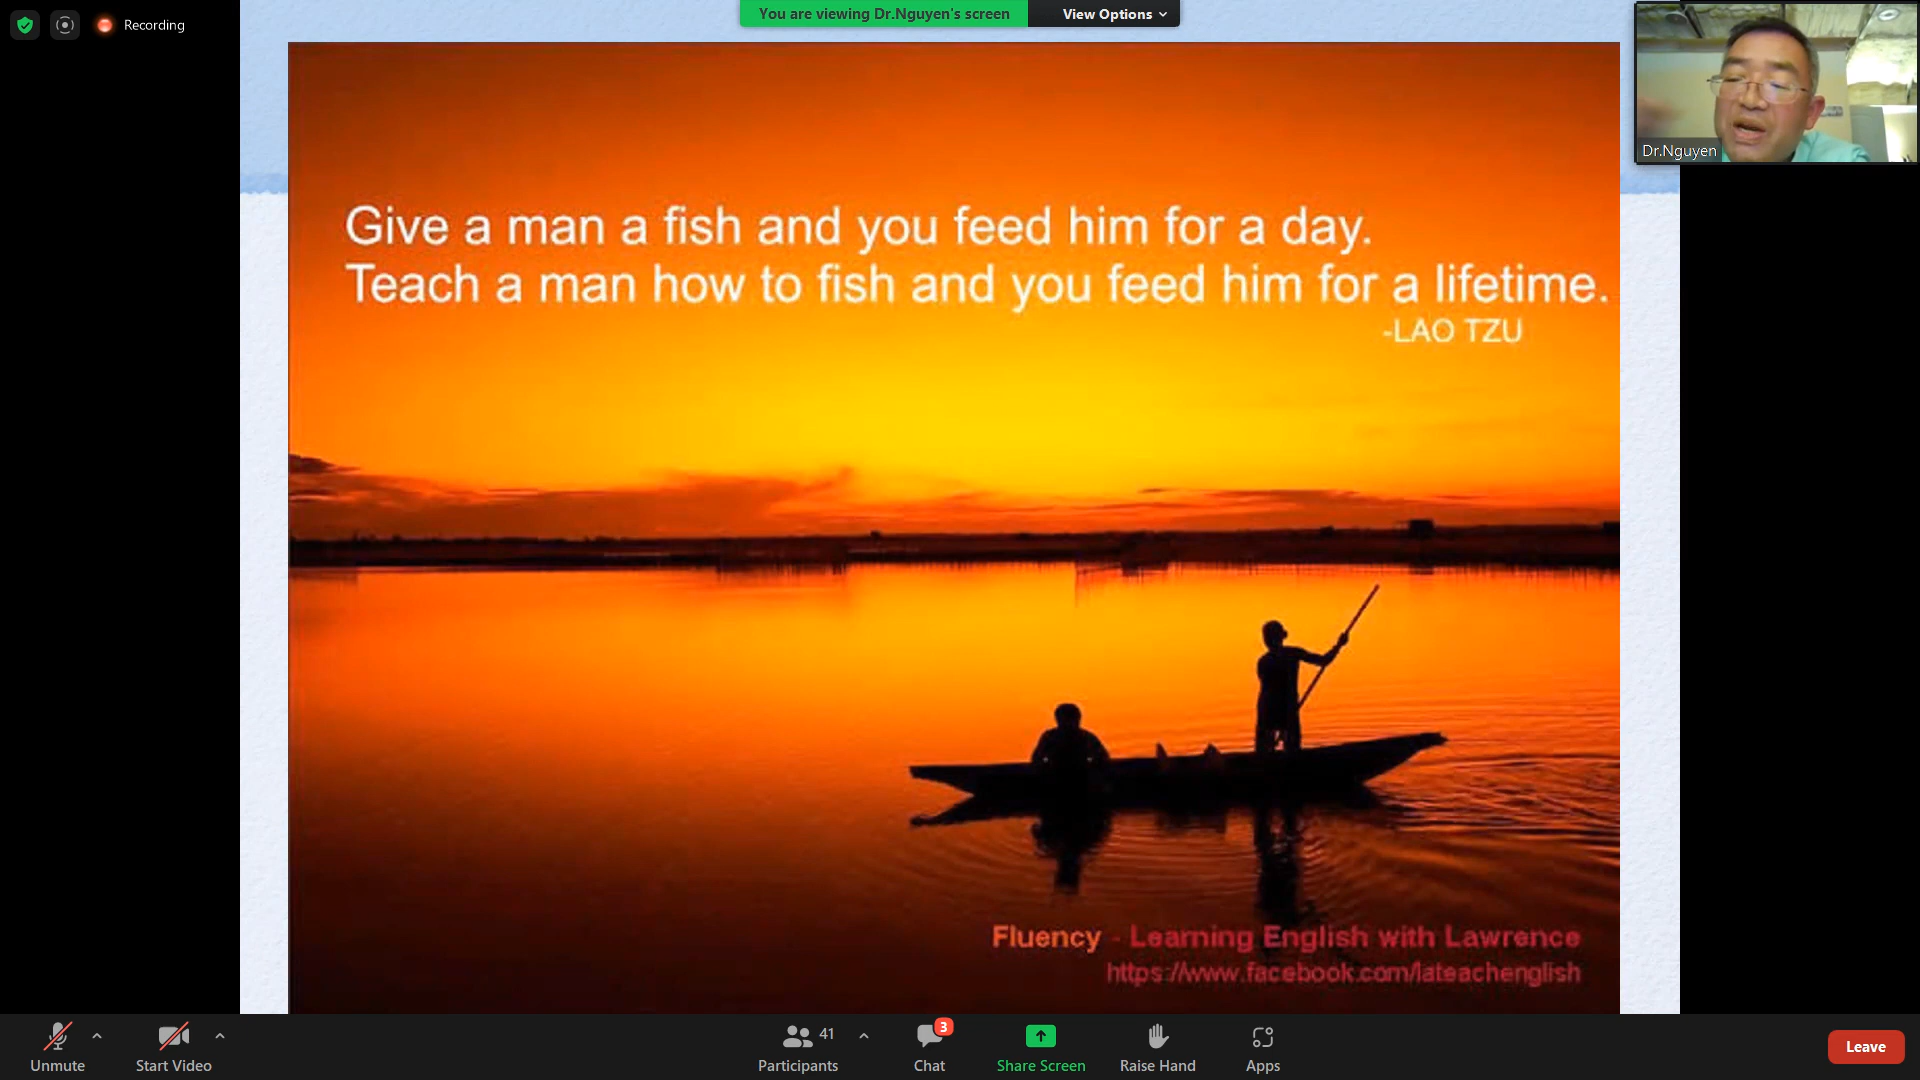 Recording
You are viewing Dr.Nguyen's screen
View Options
Dr.Nguyen
Give a man a fish and you feed him for a day.
Teach a man how to fish and you feed him for a lifetime.
-LAO TZU
Fluency - Learning English with Lawrence
https://www.facebook.com/lateachenglish
Unmute
Start Video
41
Participants
3
Chat
Share Screen
Raise Hand
Apps
Leave